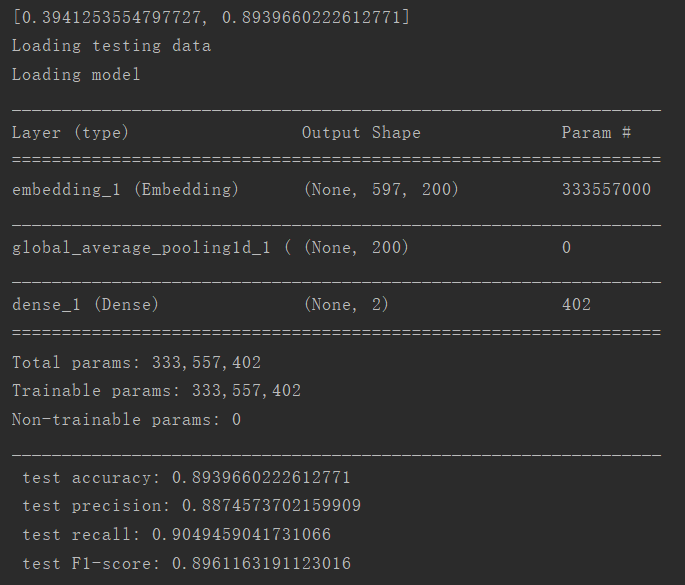 [0.3941253554797727, 0.8939660222612771]
Loading testing data
Loading model
_________________________________________________________________
Layer (type)                 Output Shape              Param #
=================================================================
embedding_1 (Embedding)      (None, 597, 200)          333557000
_________________________________________________________________
global_average_pooling1d_1 ( (None, 200)               0
_________________________________________________________________
dense_1 (Dense)              (None, 2)                 402
=================================================================
Total params: 333,557,402
Trainable params: 333,557,402
Non-trainable params: 0
_________________________________________________________________
test accuracy: 0.8939660222612771
test precision: 0.8874573702159909
test recall: 0.9049459041731066
test F1-score: 0.8961163191123016